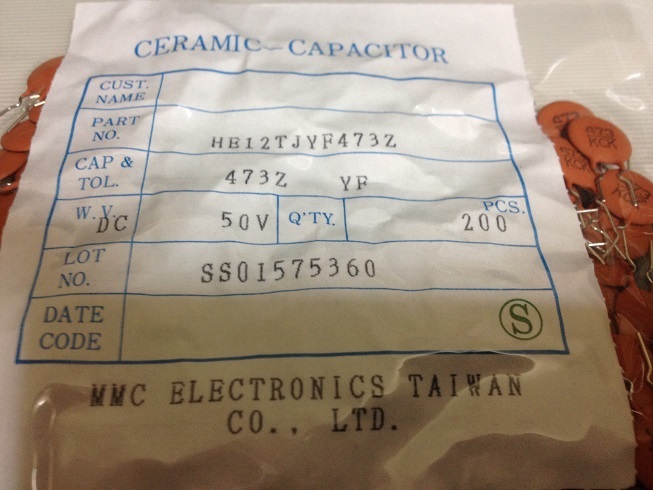 CERAMIC-CAPACITOR
CUST. NAME
PART NO. HE12TJYF473Z
CAP & TOL. 473Z YF
W.V. DC 50V Q'TY. 200 PCS.
LOT NO. SS01575360
DATE CODE S
MMC ELECTRONICS TAIWAN
CO., LTD.